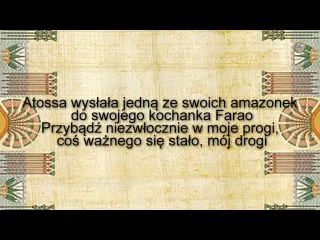 Atossa wysłała jedną ze swoich amazonek
do swojego kochanka Farao
Przybądź niezwłocznie w moje progi,
coś ważnego się stało, mój drogi